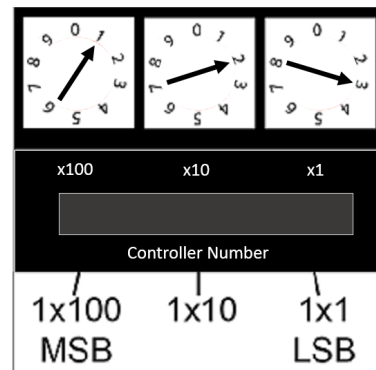 0 1 2 3 4 5 6 7 8 9
0 1 2 3 4 5 6 7 8 9
0 1 2 3 4 5 6 7 8 9
x100 x10 x1
Controller Number
1x100 1x10 1x1
MSB LSB